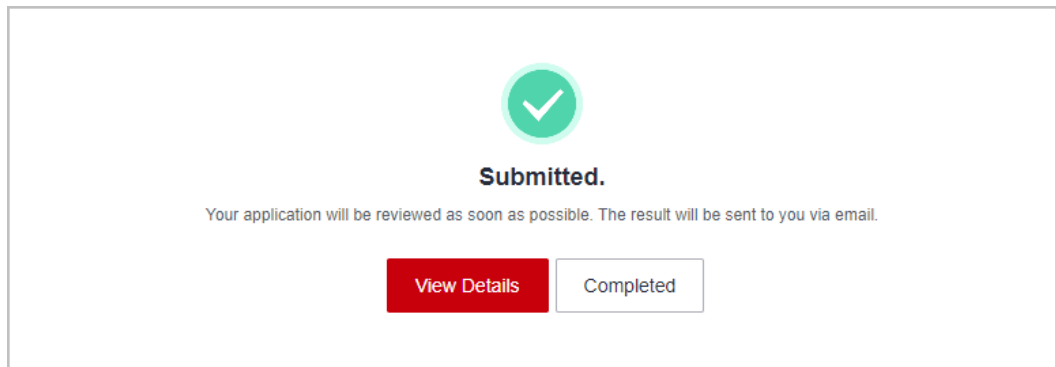 Submitted.
Your application will be reviewed as soon as possible. The result will be sent to you via email.
View Details
Completed